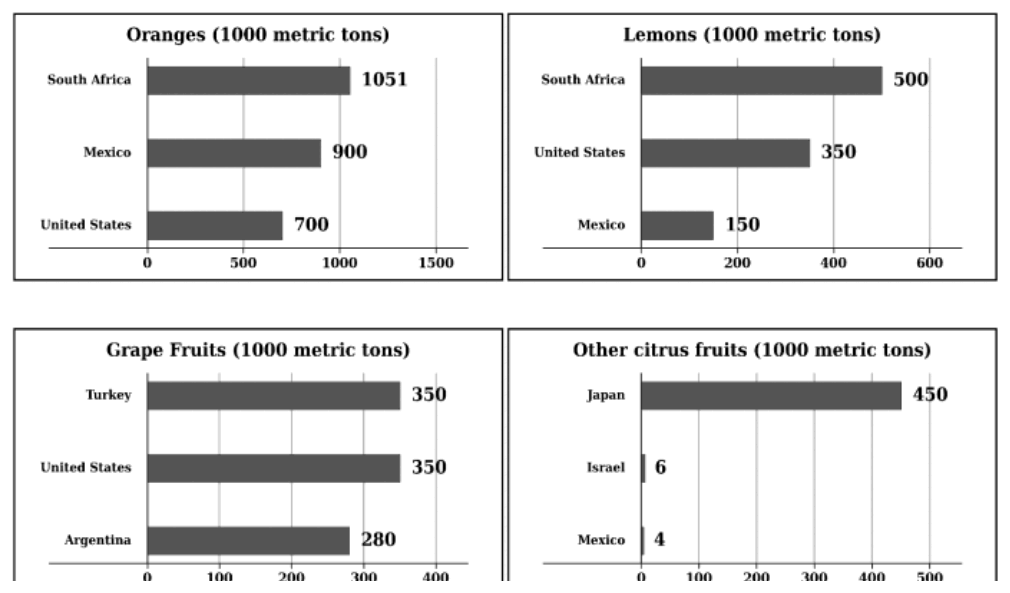 Oranges (1000 metric tons)
South Africa 1051
Mexico 900
United States 700
0 500 1000 1500
Lemons (1000 metric tons)
South Africa 500
United States 350
Mexico 150
0 200 400 600
Grape Fruits (1000 metric tons)
Turkey 350
United States 350
Argentina 280
0 100 200 300 400
Other citrus fruits (1000 metric tons)
Japan 450
Israel 6
Mexico 4
0 100 200 300 400 500